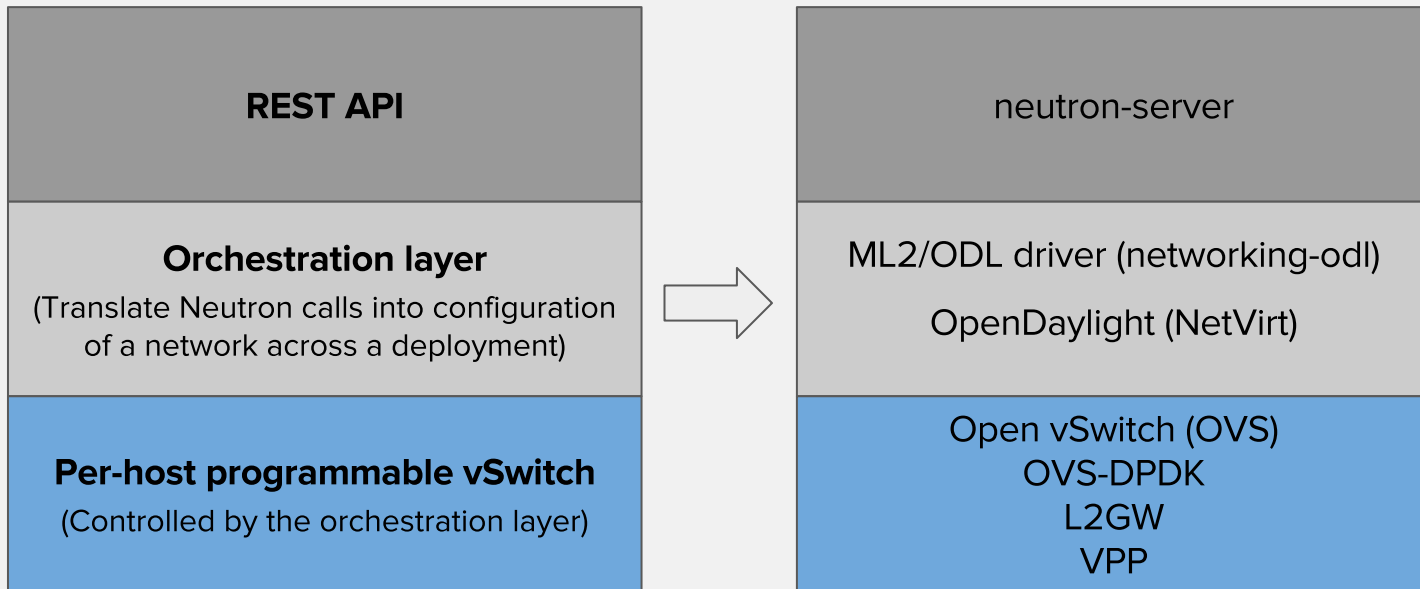 REST API
Orchestration layer
(Translate Neutron calls into configuration
of a network across a deployment)
Per-host programmable vSwitch
(Controlled by the orchestration layer)
neutron-server
ML2/ODL driver (networking-odl)
OpenDaylight (NetVirt)
Open vSwitch (OVS)
OVS-DPDK
L2GW
VPP